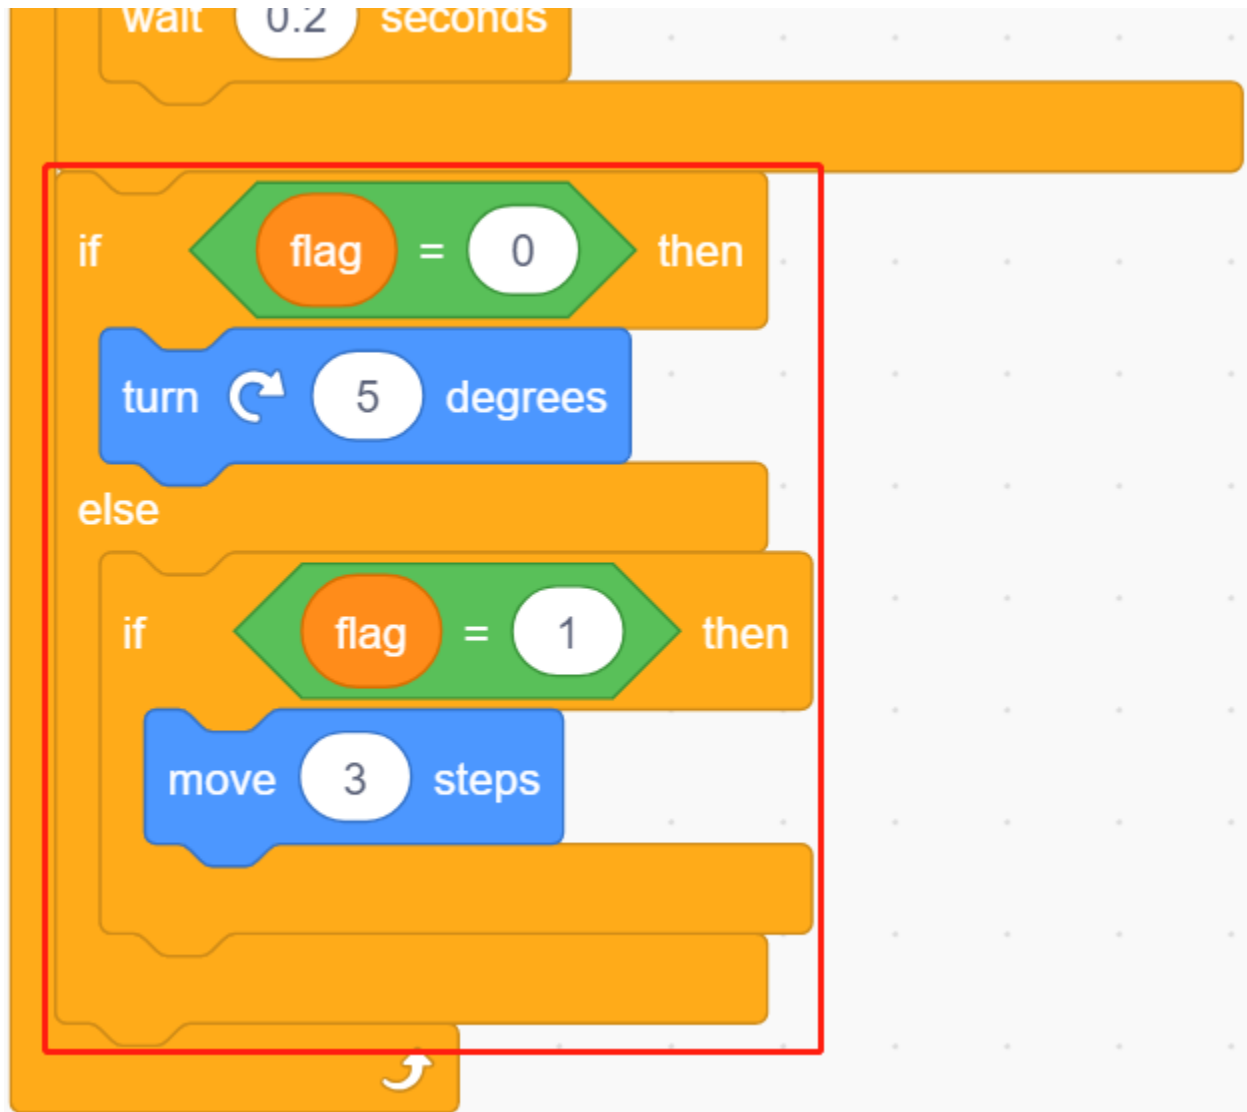 wait 0.2 seconds
if flag = 0 then
turn 5 degrees
else
if flag = 1 then
move 3 steps